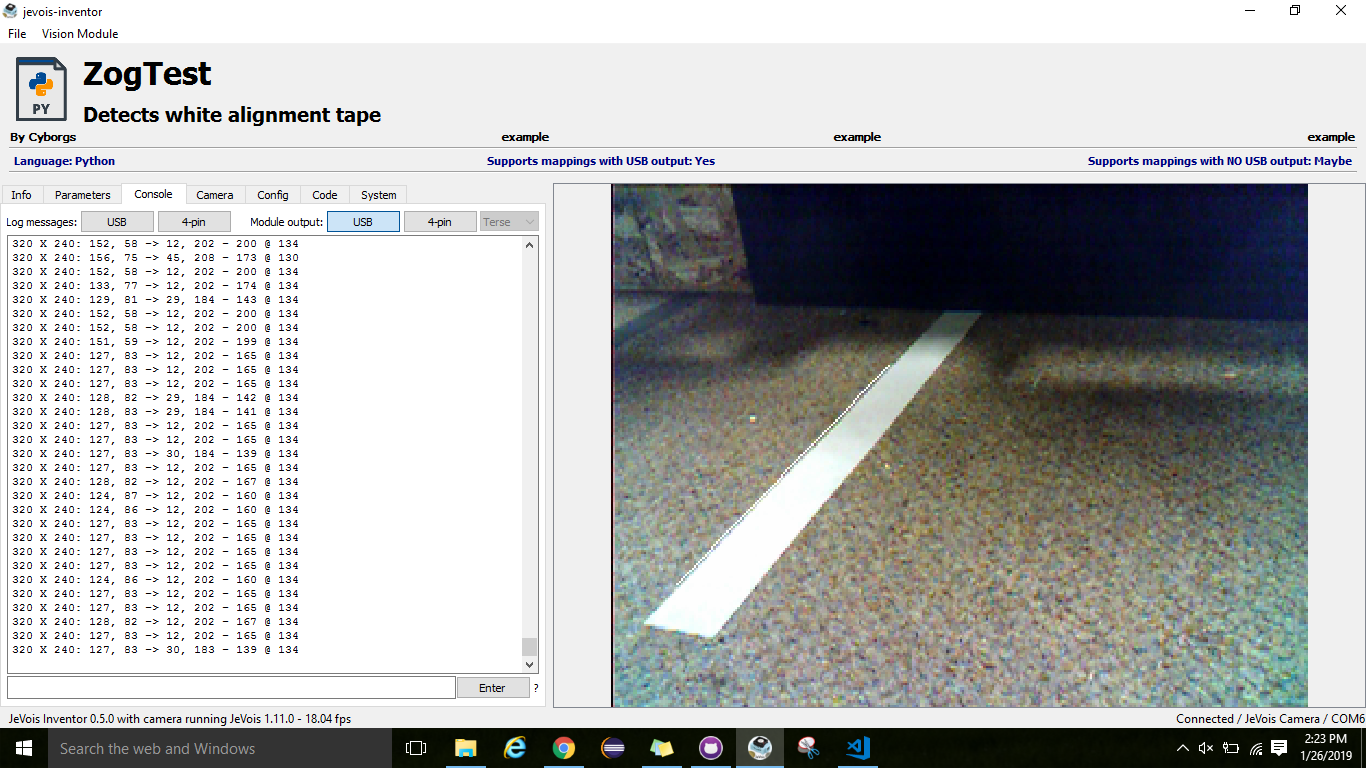 jevois-inventor
File Vision Module
PY
ZogTest
Detects white alignment tape
By Cyborgs example example example
Language: Python Supports mappings with USB output: Yes Supports mappings with NO USB output: Maybe
Info Parameters Console Camera Config Code System
Log messages: USB 4-pin Module output: USB 4-pin Terse
320 X 240: 152, 58 -> 12, 202 - 200 @ 134
320 X 240: 156, 75 -> 45, 208 - 173 @ 130
320 X 240: 152, 58 -> 12, 202 - 200 @ 134
320 X 240: 133, 77 -> 12, 202 - 174 @ 134
320 X 240: 129, 81 -> 29, 184 - 143 @ 134
320 X 240: 152, 58 -> 12, 202 - 200 @ 134
320 X 240: 152, 58 -> 12, 202 - 200 @ 134
320 X 240: 151, 59 -> 12, 202 - 199 @ 134
320 X 240: 127, 83 -> 12, 202 - 165 @ 134
320 X 240: 127, 83 -> 12, 202 - 165 @ 134
320 X 240: 127, 83 -> 12, 202 - 165 @ 134
320 X 240: 128, 82 -> 29, 184 - 142 @ 134
320 X 240: 128, 83 -> 29, 184 - 141 @ 134
320 X 240: 127, 83 -> 12, 202 - 165 @ 134
320 X 240: 127, 83 -> 12, 202 - 165 @ 134
320 X 240: 127, 83 -> 30, 184 - 139 @ 134
320 X 240: 127, 83 -> 12, 202 - 165 @ 134
320 X 240: 128, 82 -> 12, 202 - 167 @ 134
320 X 240: 124, 87 -> 12, 202 - 160 @ 134
320 X 240: 124, 86 -> 12, 202 - 160 @ 134
320 X 240: 127, 83 -> 12, 202 - 165 @ 134
320 X 240: 127, 83 -> 12, 202 - 165 @ 134
320 X 240: 127, 83 -> 12, 202 - 165 @ 134
320 X 240: 127, 83 -> 12, 202 - 165 @ 134
320 X 240: 124, 86 -> 12, 202 - 160 @ 134
320 X 240: 127, 83 -> 12, 202 - 165 @ 134
320 X 240: 127, 83 -> 12, 202 - 165 @ 134
320 X 240: 128, 82 -> 12, 202 - 167 @ 134
320 X 240: 127, 83 -> 12, 202 - 165 @ 134
320 X 240: 127, 83 -> 30, 183 - 139 @ 134
Enter ?
JeVois Inventor 0.5.0 with camera running JeVois 1.11.0 - 18.04 fps Connected / JeVois Camera / COM6
Search the web and Windows
2:23 PM
1/26/2019